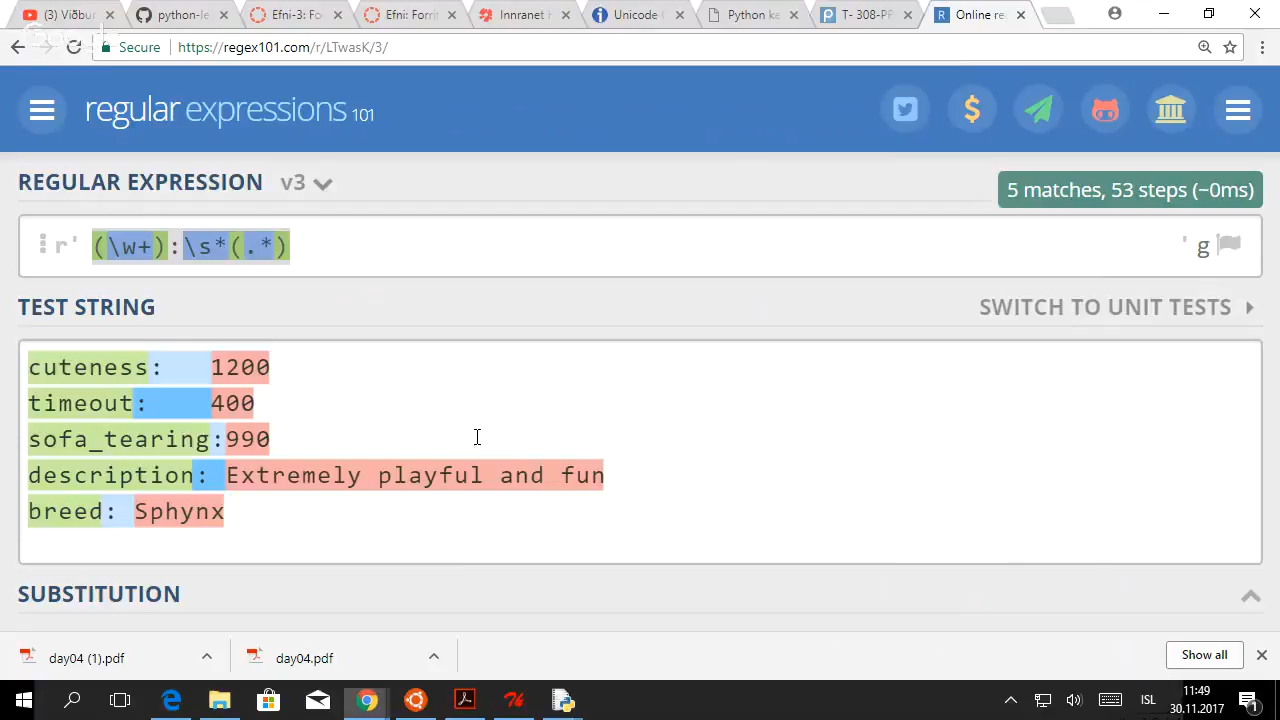 (3) Viðbur
python-le
Efni-3: Fo
Efni: Forri
Innranet H
Unicode
Python ke
T- 308-PP
Online re
Secure
https://regex101.com/r/LTwasK/3/
regular expressions 101
REGULAR EXPRESSION v3
5 matches, 53 steps (~0ms)
r' (\w+):\s*(.*) ' g
TEST STRING
SWITCH TO UNIT TESTS
cuteness: 1200
timeout: 400
sofa_tearing:990
description: Extremely playful and fun
breed: Sphynx
SUBSTITUTION
day04 (1).pdf
day04.pdf
Show all
ISL
11:49
30.11.2017
1